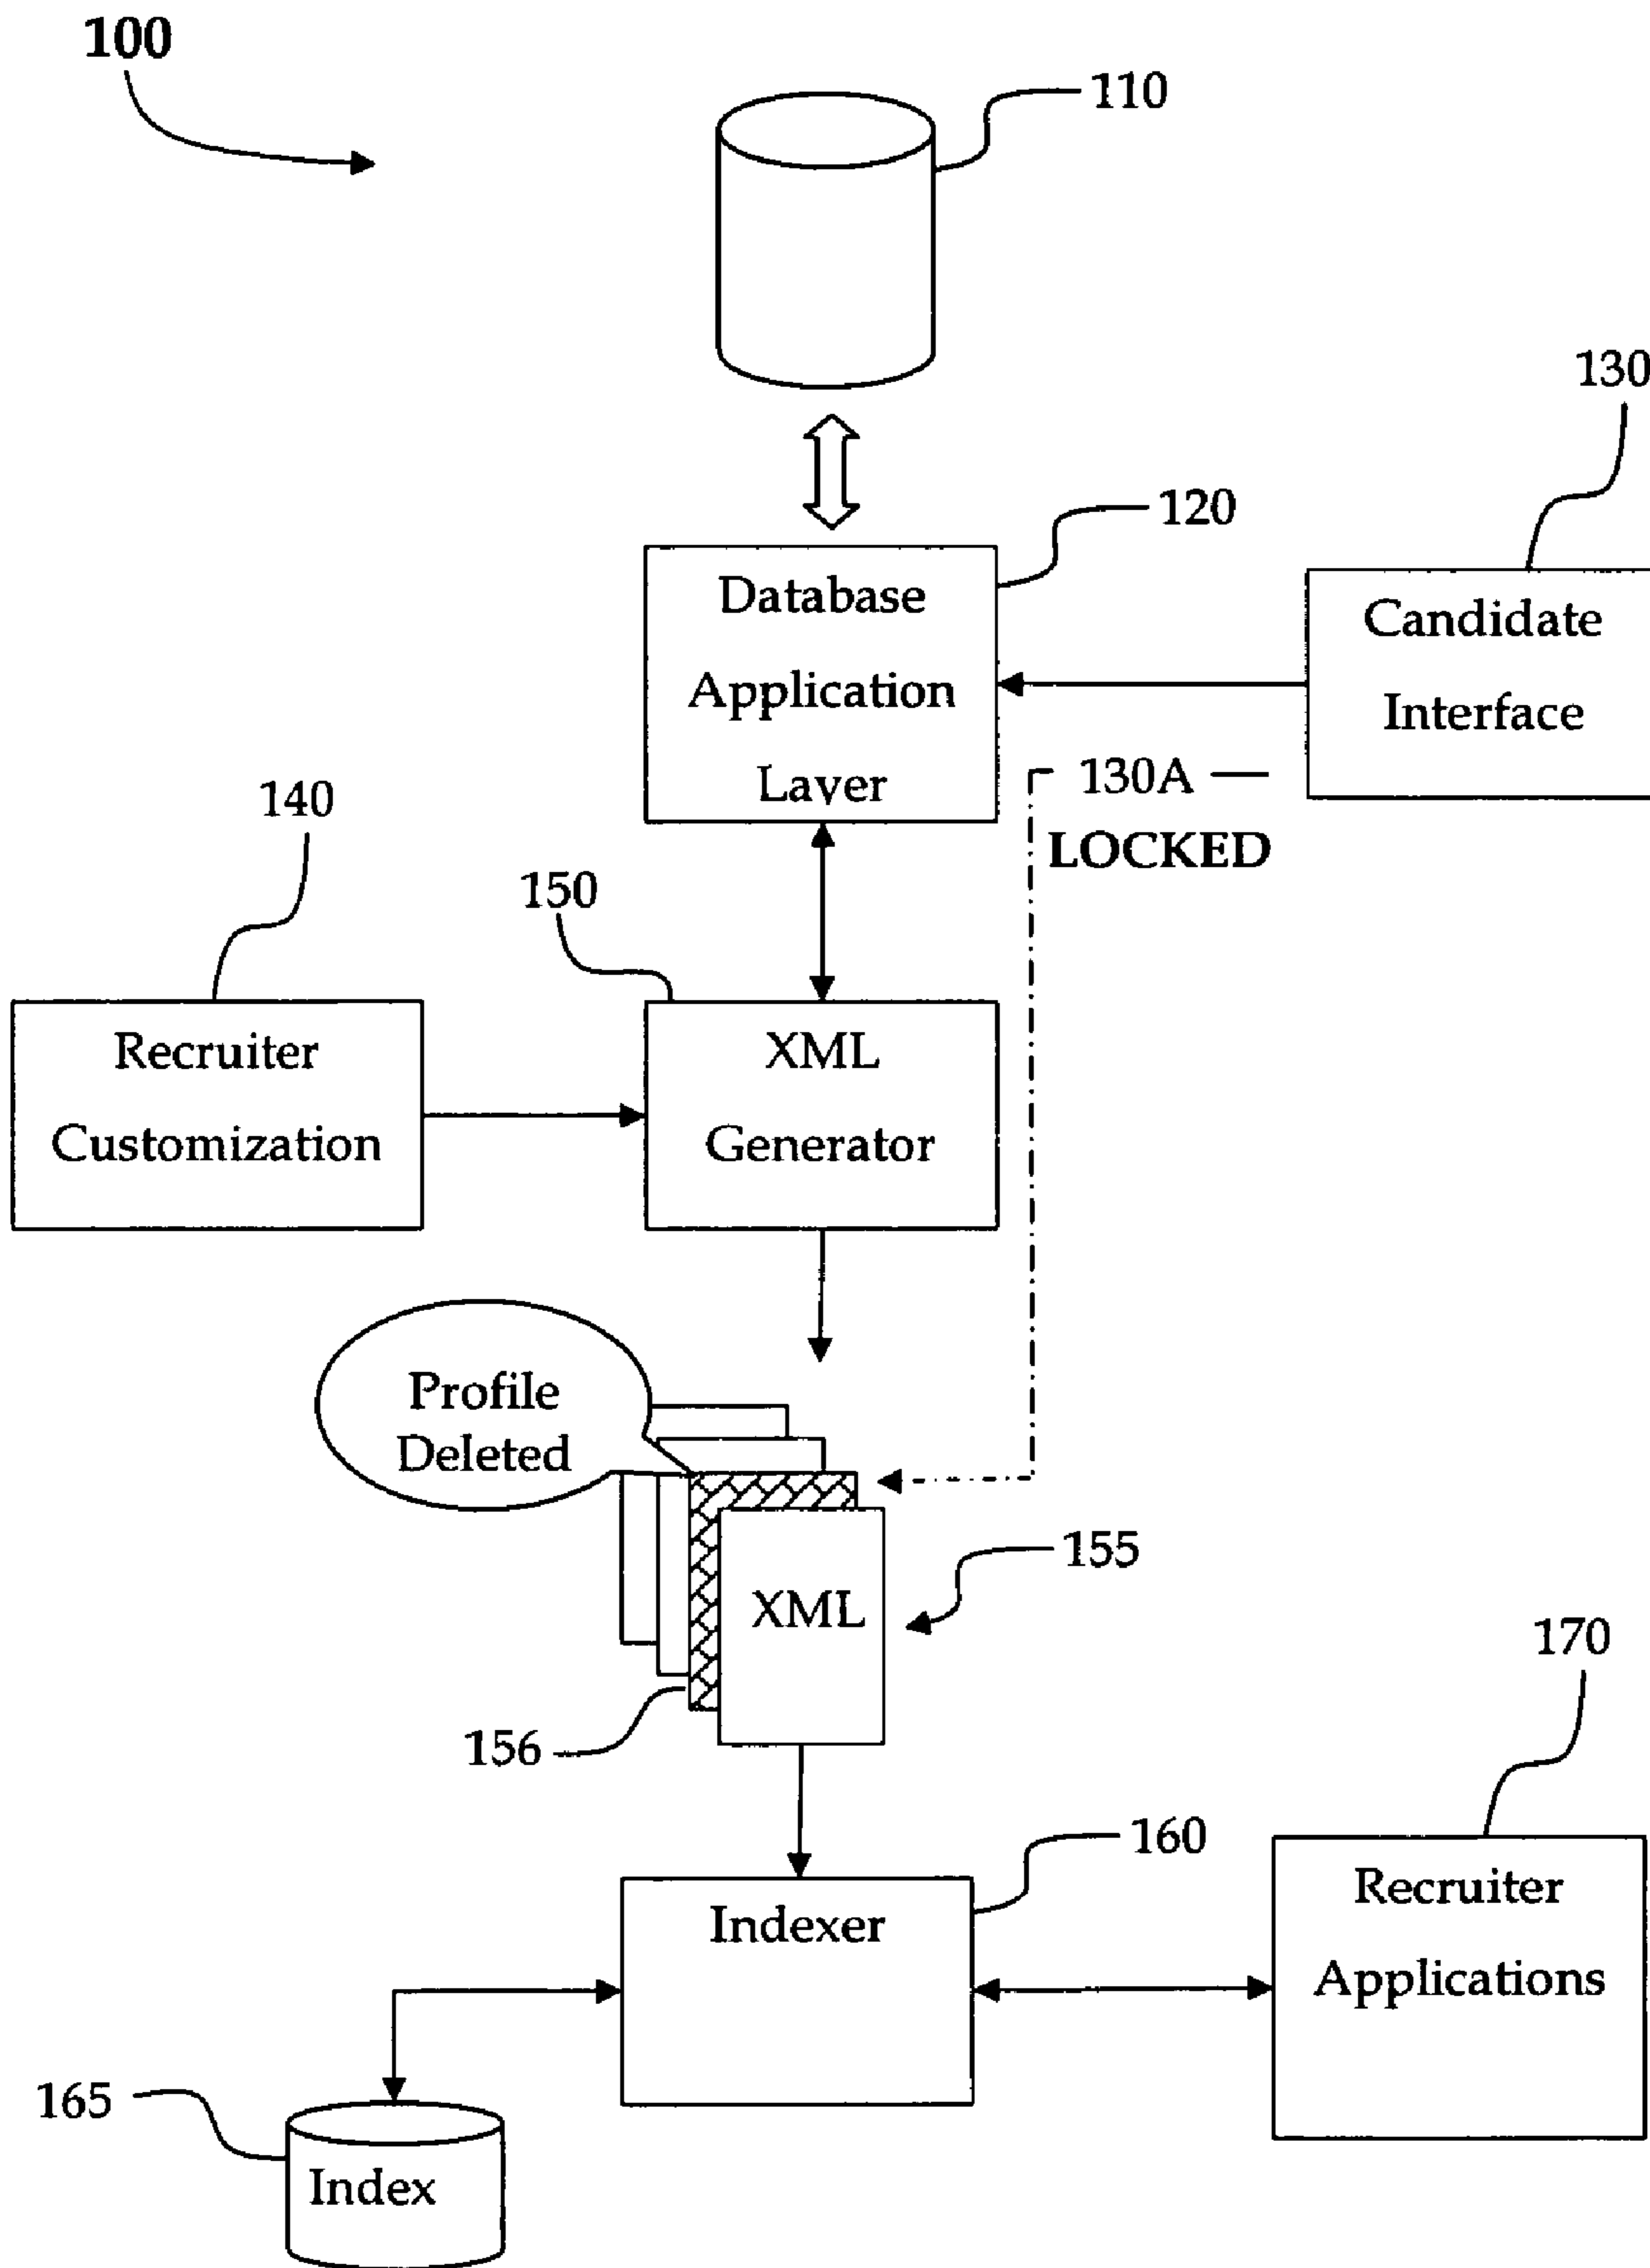 100
110
130
120
Database
Application
Layer
Candidate
Interface
130A
LOCKED
140
150
Recruiter
Customization
XML
Generator
Profile
Deleted
155
XML
156
170
160
Indexer
Recruiter
Applications
165
Index